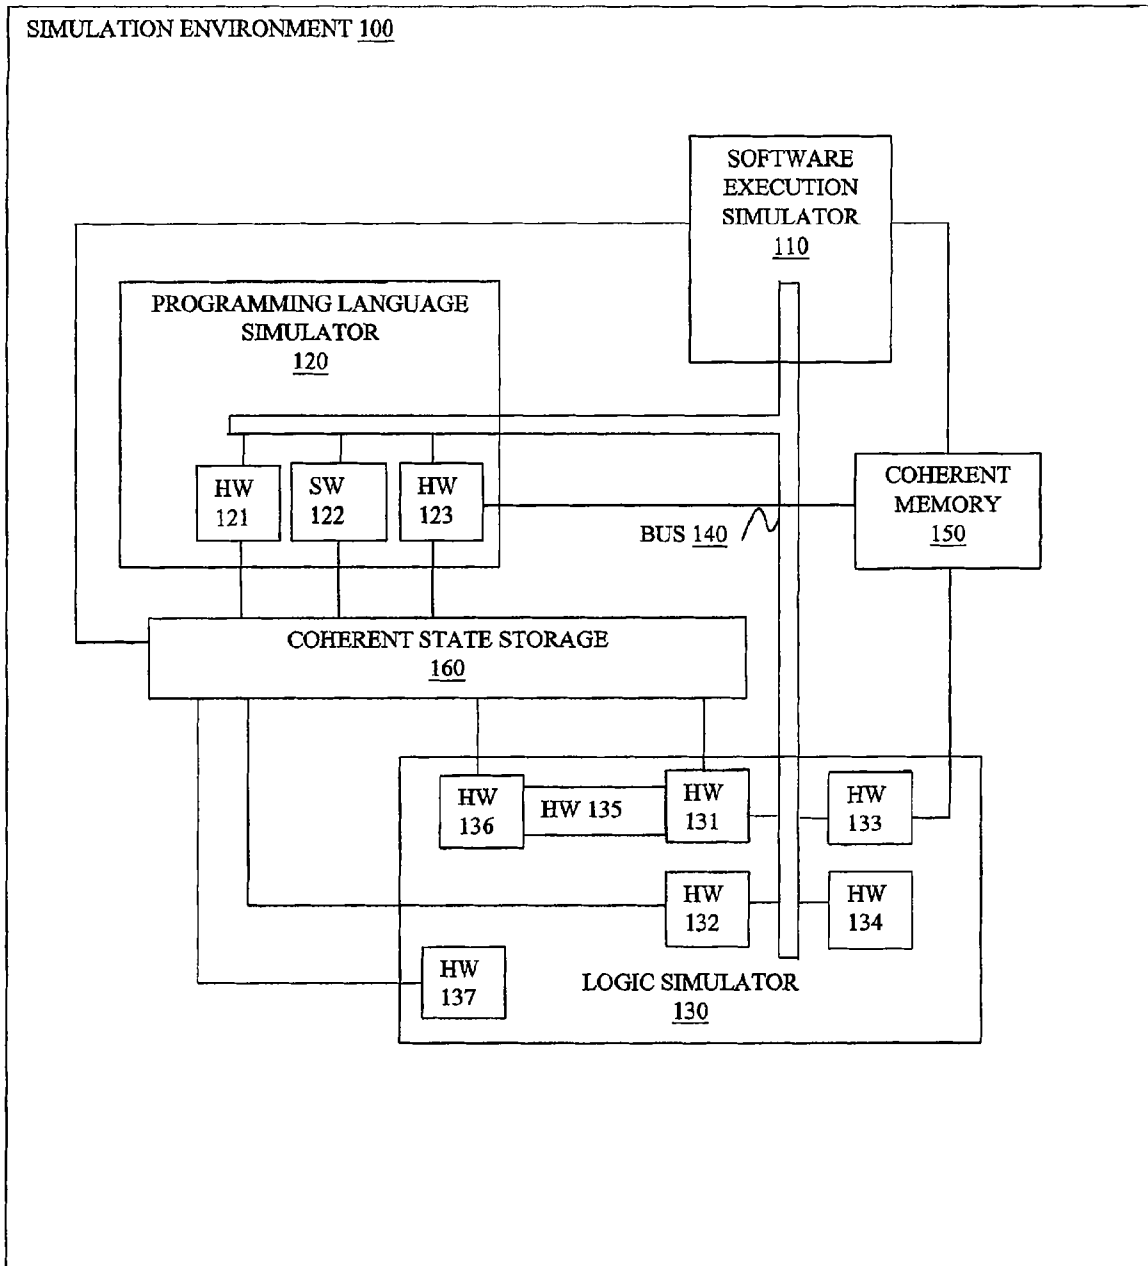 SIMULATION ENVIRONMENT 100
SOFTWARE
EXECUTION
SIMULATOR
110
PROGRAMMING LANGUAGE
SIMULATOR
120
HW
121
SW
122
HW
123
BUS 140
COHERENT
MEMORY
150
COHERENT STATE STORAGE
160
HW
136
HW 135
HW
131
HW
133
HW
132
HW
134
HW
137
LOGIC SIMULATOR
130